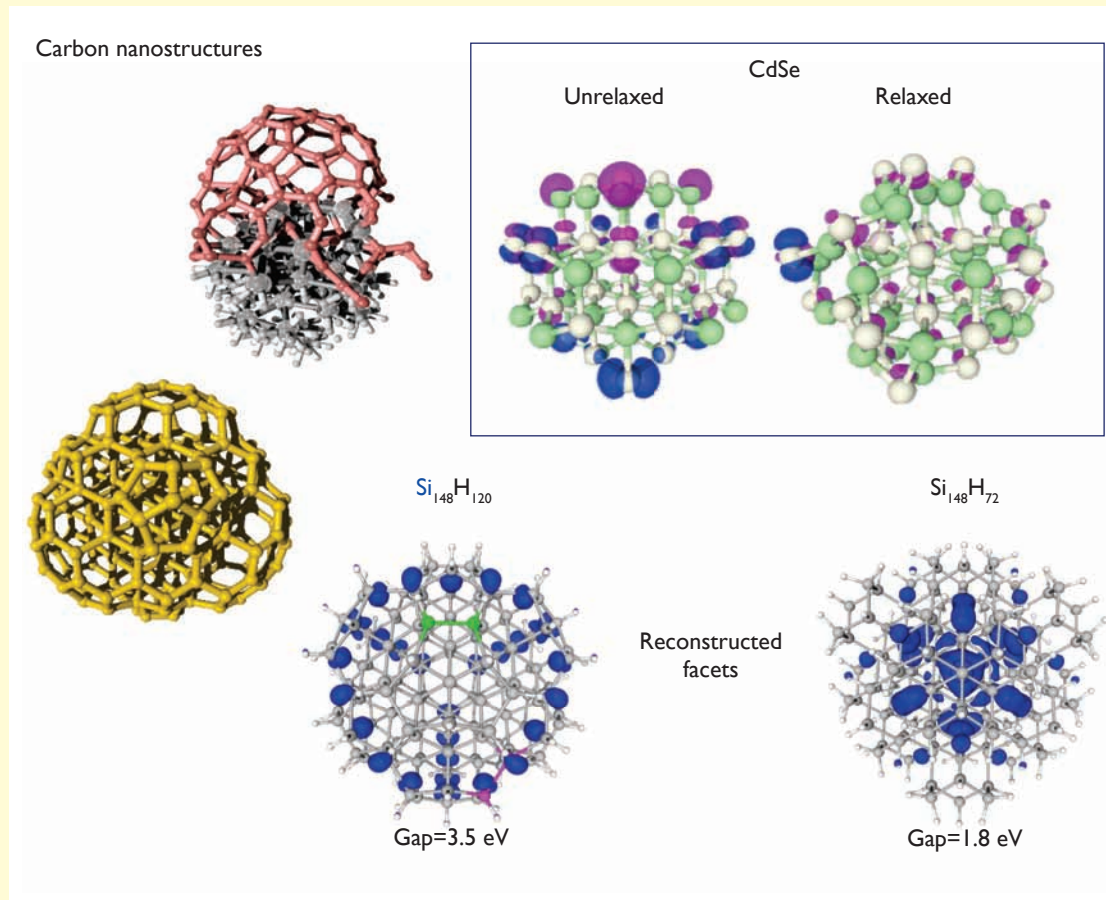 Carbon nanostructures
CdSe
Unrelaxed Relaxed
Si₁₄₈H₁₂₀ Si₁₄₈H₇₂
Reconstructed
facets
Gap=3.5 eV Gap=1.8 eV